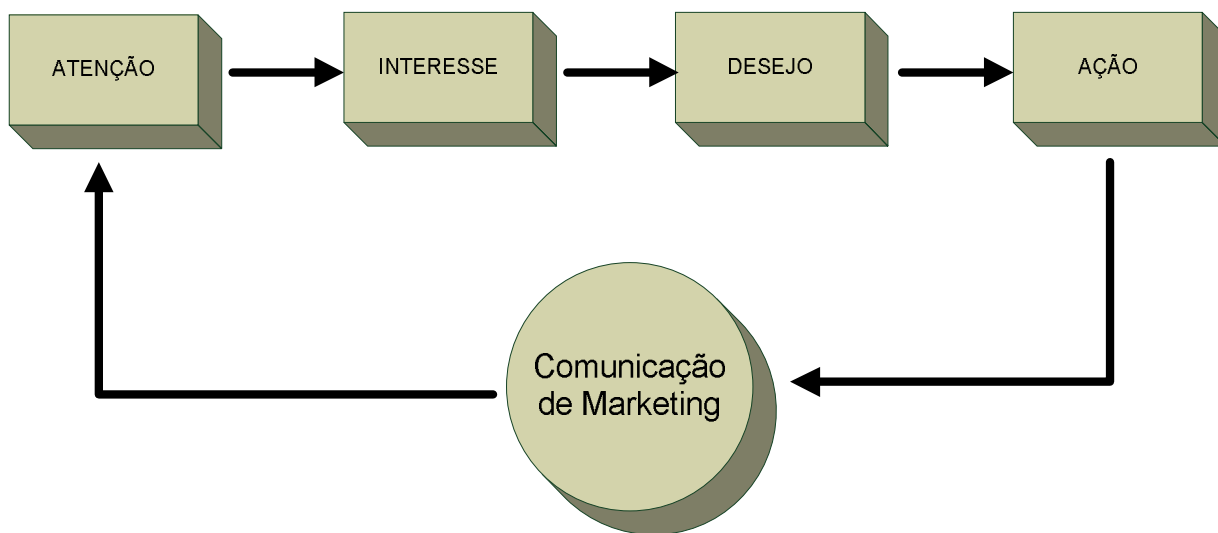 ATENÇÃO
INTERESSE
DESEJO
AÇÃO
Comunicação
de Marketing